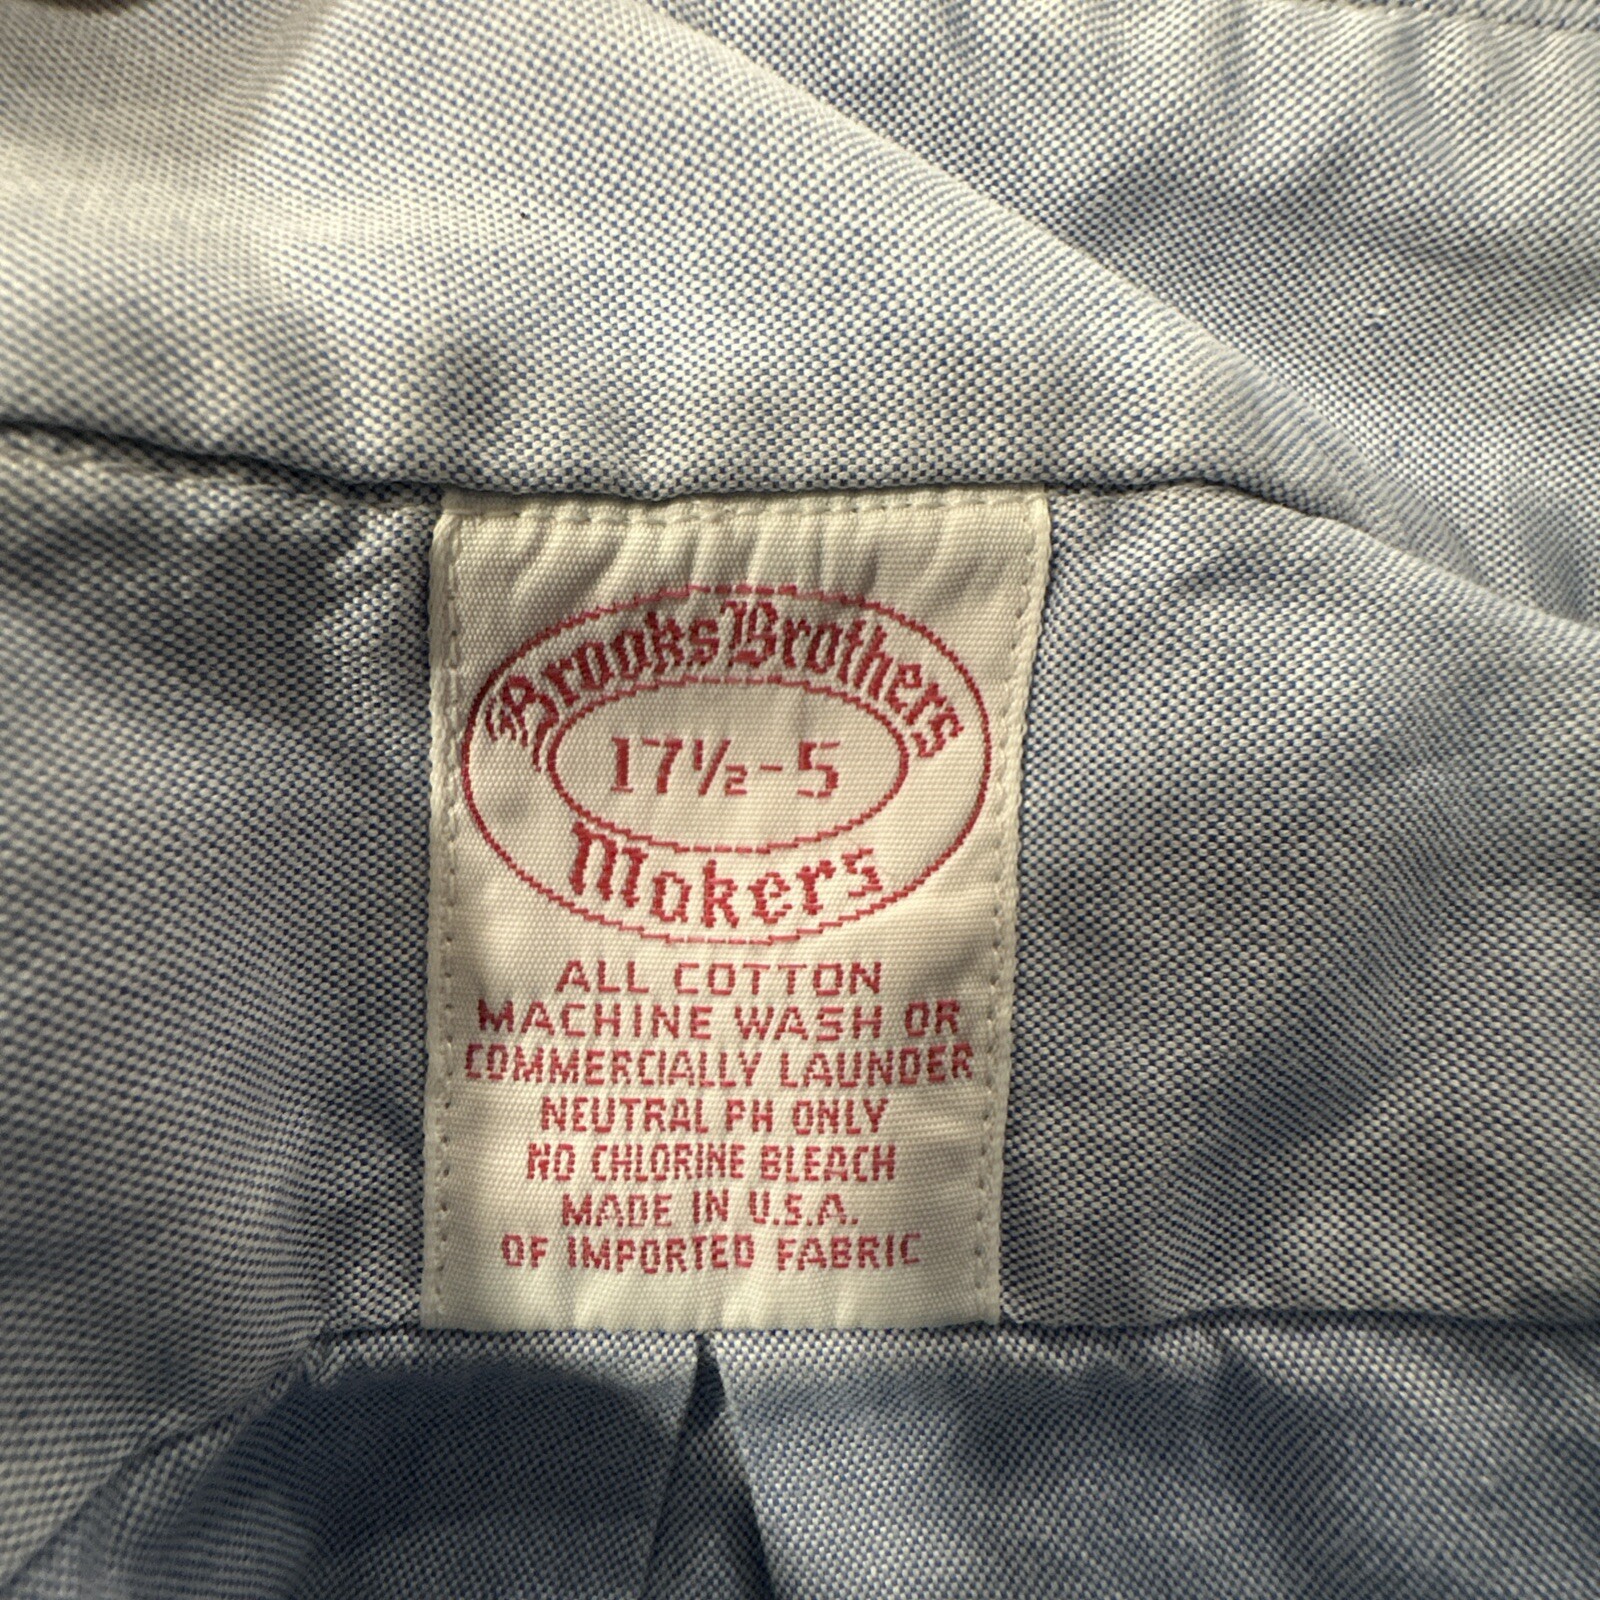 Brooks Brothers
17½-5
Makers
ALL COTTON
MACHINE WASH OR
COMMERCIALLY LAUNDER
NEUTRAL PH ONLY
NO CHLORINE BLEACH
MADE IN U.S.A.
OF IMPORTED FABRIC